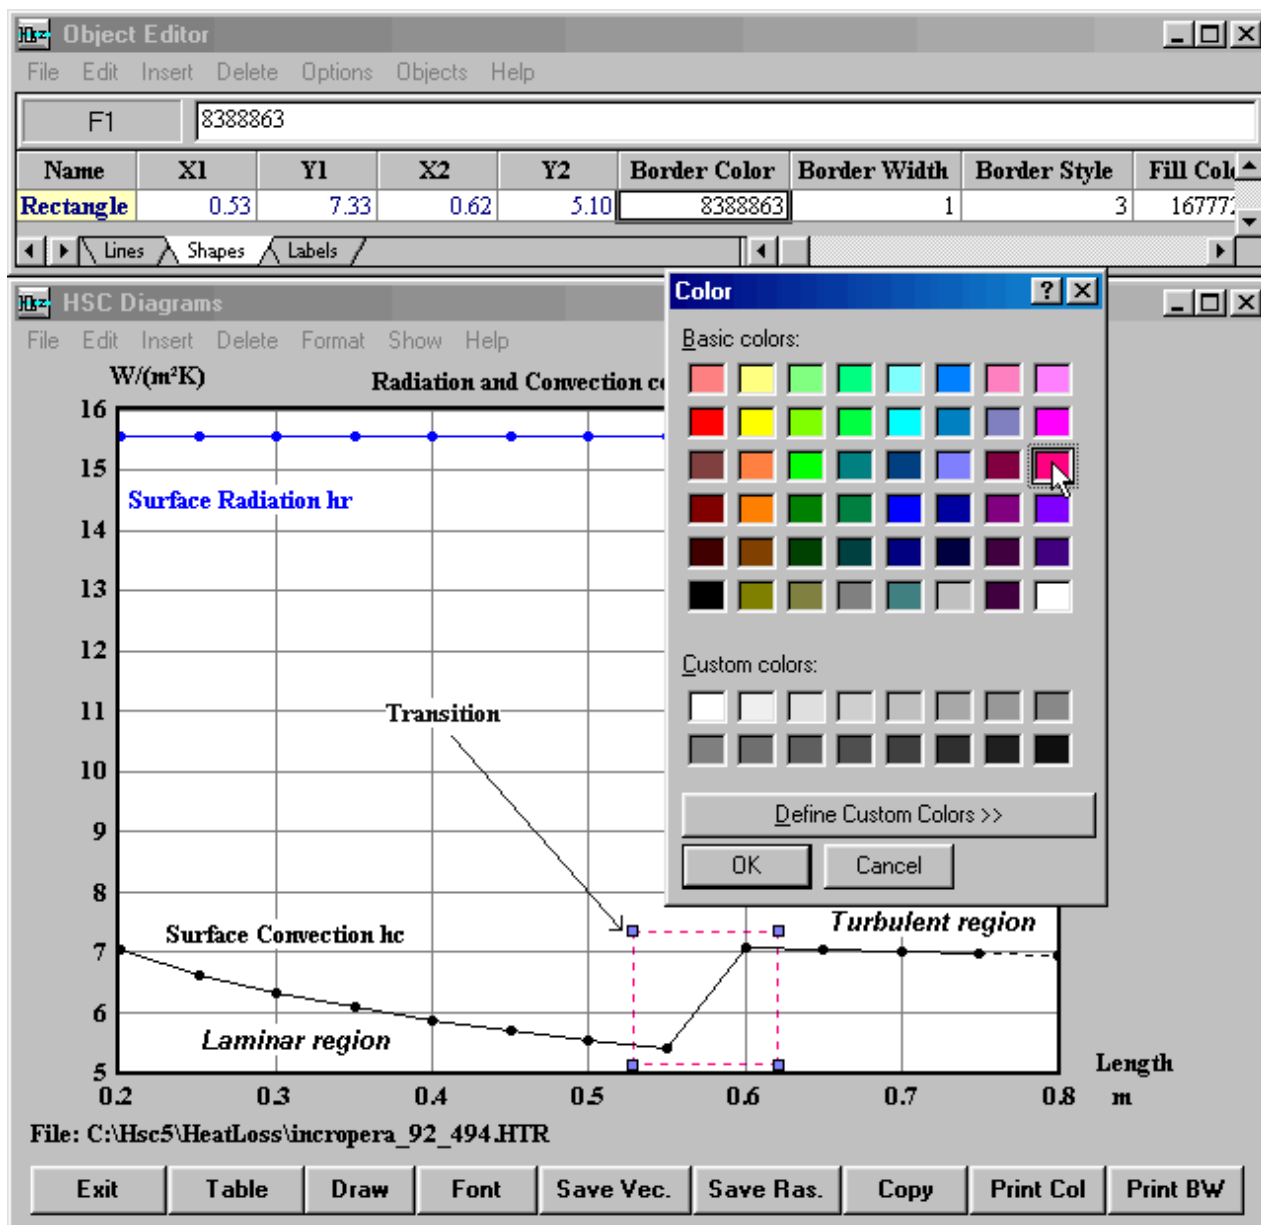 Object Editor
File Edit Insert Delete Options Objects Help
F1 8388863
Name X1 Y1 X2 Y2 Border Color Border Width Border Style Fill
Rectangle 0.53 7.33 0.62 5.10 8388863 1 3
Lines Shapes Labels
HSC Diagrams
File Edit Insert Delete Format Show Help
W/(m²K) Radiation and Convection
16
15
14
13
12
11
10
9
8
7
6
5
Surface Radiation hr
Transition
Surface Convection hc
Turbulent region
Laminar region
0.2 0.3 0.4 0.5 0.6 0.7 0.8
Length
m
File: C:\Hsc5\HeatLoss\incropera_92_494.HTR
Exit Table Draw Font Save Vec. Save Ras. Copy Print Col Print BW
Color
Basic colors:
Custom colors:
Define Custom Colors >>
OK Cancel